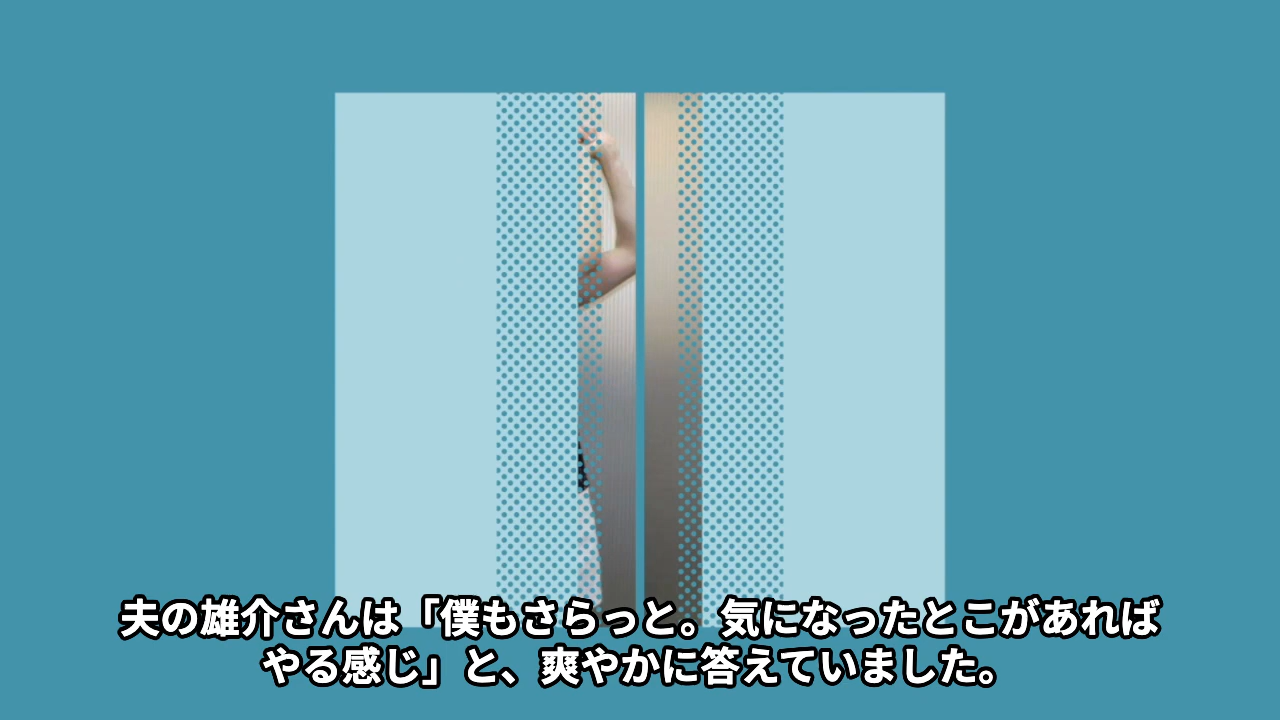 夫の雄介さんは「僕もさらっと。気になったとこがあれば
やる感じ」と、爽やかに答えていました。